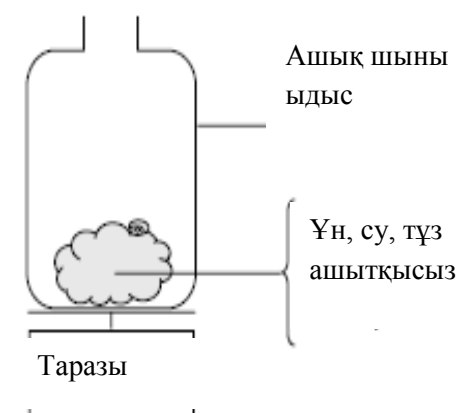 Ашық шыны
ыдыс
Ұн, су, тұз
ашытқысыз
Таразы